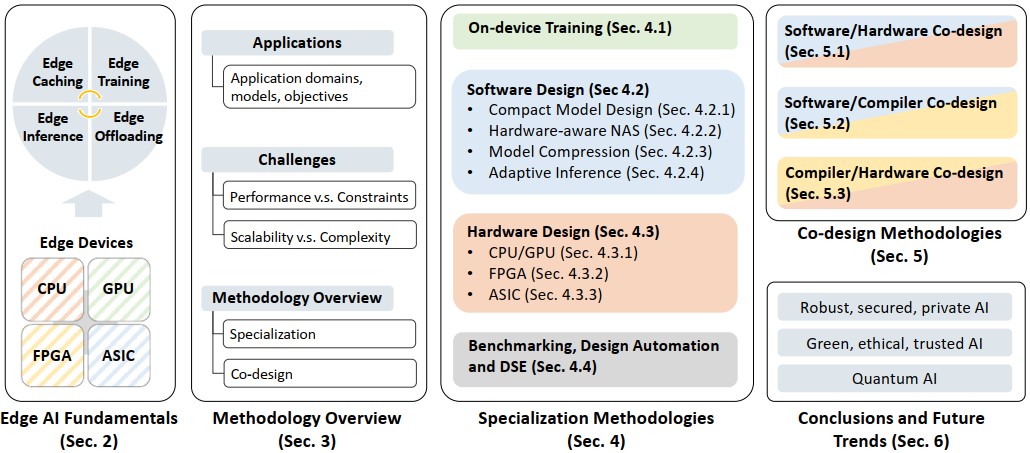 Edge
Caching
Edge
Training
Edge
Inference
Edge
Offloading
Edge Devices
CPU
GPU
FPGA
ASIC
Edge AI Fundamentals
(Sec. 2)
Applications
Application domains,
models, objectives
Challenges
Performance v.s. Constraints
Scalability v.s. Complexity
Methodology Overview
Specialization
Co-design
Methodology Overview
(Sec. 3)
On-device Training (Sec. 4.1)
Software Design (Sec 4.2)
• Compact Model Design (Sec. 4.2.1)
• Hardware-aware NAS (Sec. 4.2.2)
• Model Compression (Sec. 4.2.3)
• Adaptive Inference (Sec. 4.2.4)
Hardware Design (Sec. 4.3)
• CPU/GPU (Sec. 4.3.1)
• FPGA (Sec. 4.3.2)
• ASIC (Sec. 4.3.3)
Benchmarking, Design Automation
and DSE (Sec. 4.4)
Specialization Methodologies
(Sec. 4)
Software/Hardware Co-design
(Sec. 5.1)
Software/Compiler Co-design
(Sec. 5.2)
Compiler/Hardware Co-design
(Sec. 5.3)
Co-design Methodologies
(Sec. 5)
Robust, secured, private AI
Green, ethical, trusted AI
Quantum AI
Conclusions and Future
Trends (Sec. 6)